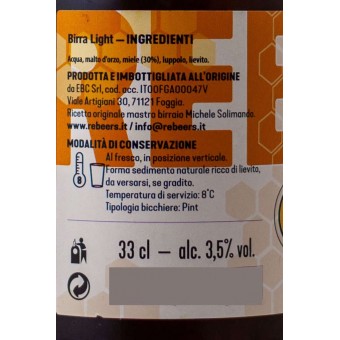 Birra Light – INGREDIENTI
Acqua, malto d'orzo, miele (30%), luppolo, lievito.
PRODOTTA E IMBOTTIGLIATA ALL'ORIGINE
da EBC Srl, cod. acc. IT00FGA00047V
Viale Artigiani 30, 71121 Foggia.
Ricetta originale mastro birraio Michele Solimando.
www.rebeers.it / info@rebeers.it
MODALITÀ DI CONSERVAZIONE
Al fresco, in posizione verticale.
Forma sedimento naturale ricco di lievito,
da versarsi, se gradito.
8
Temperatura di servizio: 8°C
Tipologia bicchiere: Pint
33 cl – alc. 3,5% vol.